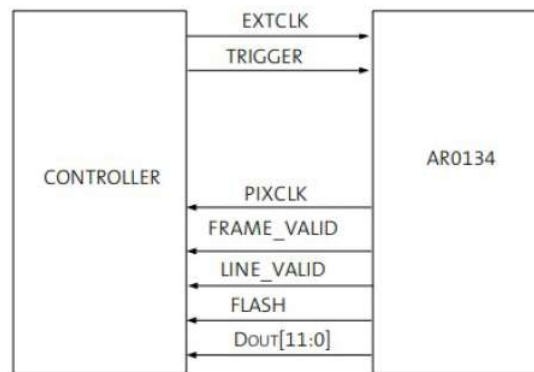 EXTCLK
TRIGGER
CONTROLLER
AR0134
PIXCLK
FRAME_VALID
LINE_VALID
FLASH
DOUT[11:0]